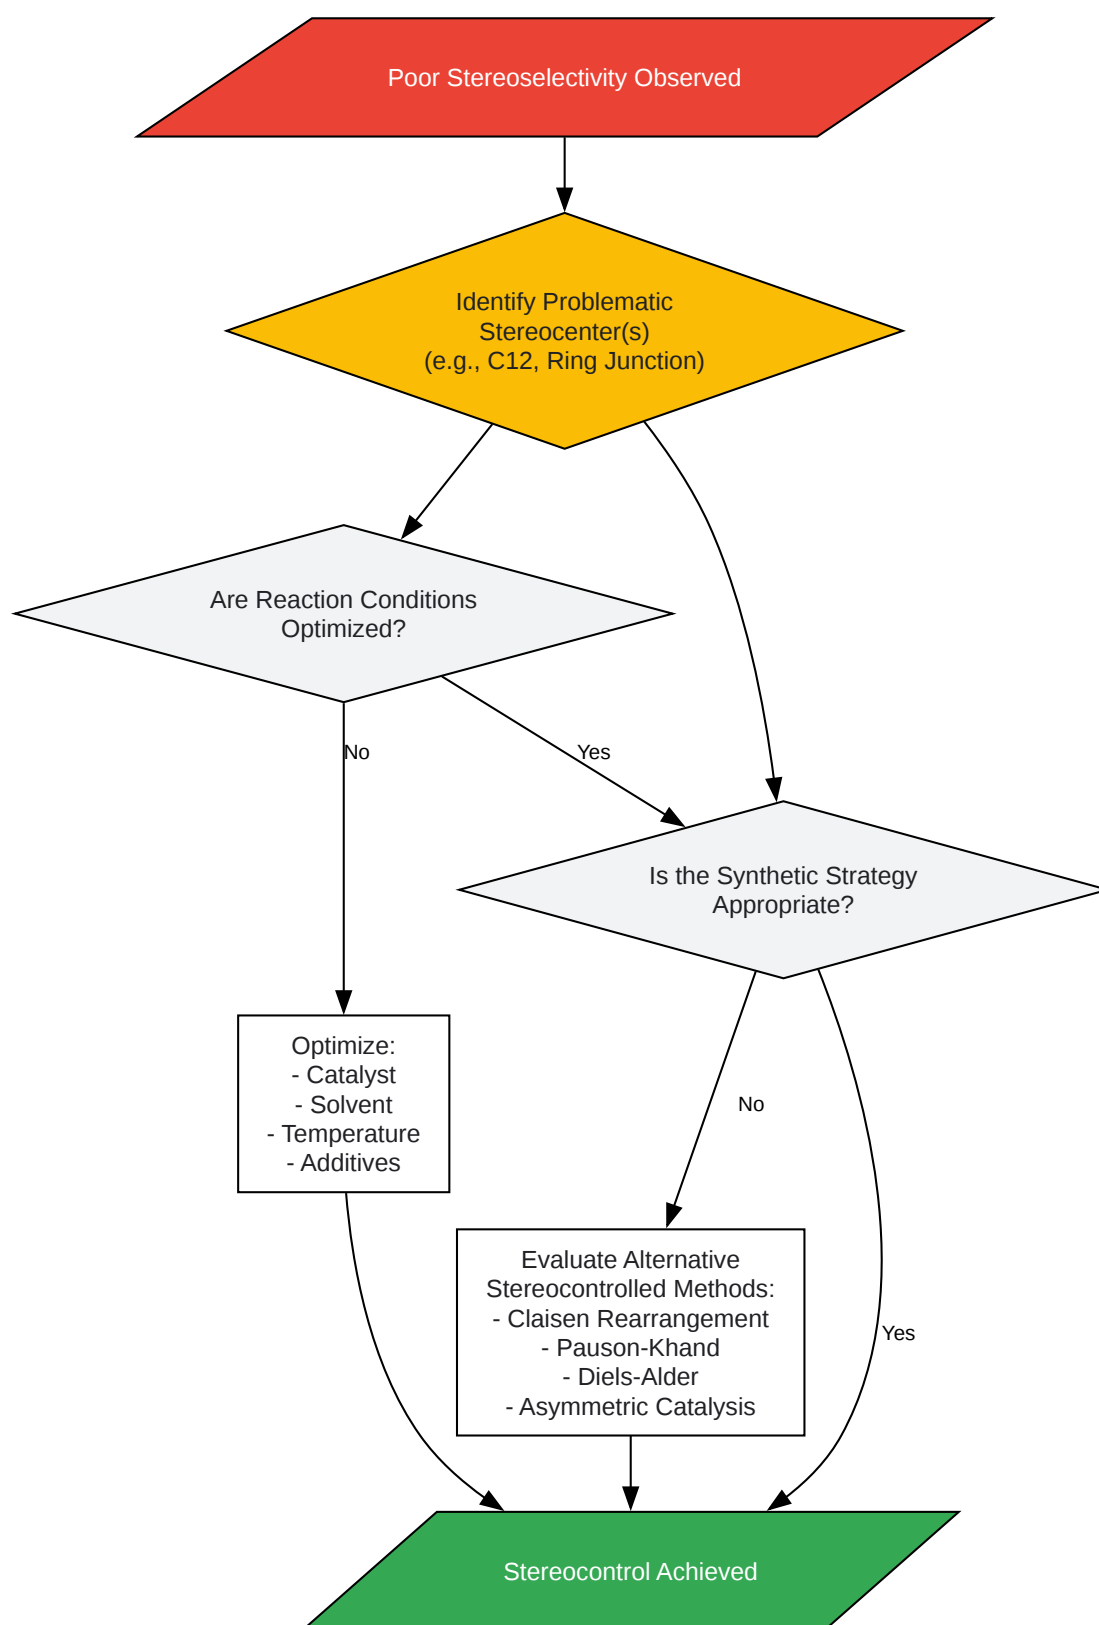 Poor Stereoselectivity Observed
Identify Problematic
Stereocenter(s)
(e.g., C12, Ring Junction)
Are Reaction Conditions
Optimized?
No
Yes
Is the Synthetic Strategy
Appropriate?
Optimize:
- Catalyst
- Solvent
- Temperature
- Additives
No
Evaluate Alternative
Stereocontrolled Methods:
- Claisen Rearrangement
- Pauson-Khand
- Diels-Alder
- Asymmetric Catalysis
Yes
Stereocontrol Achieved